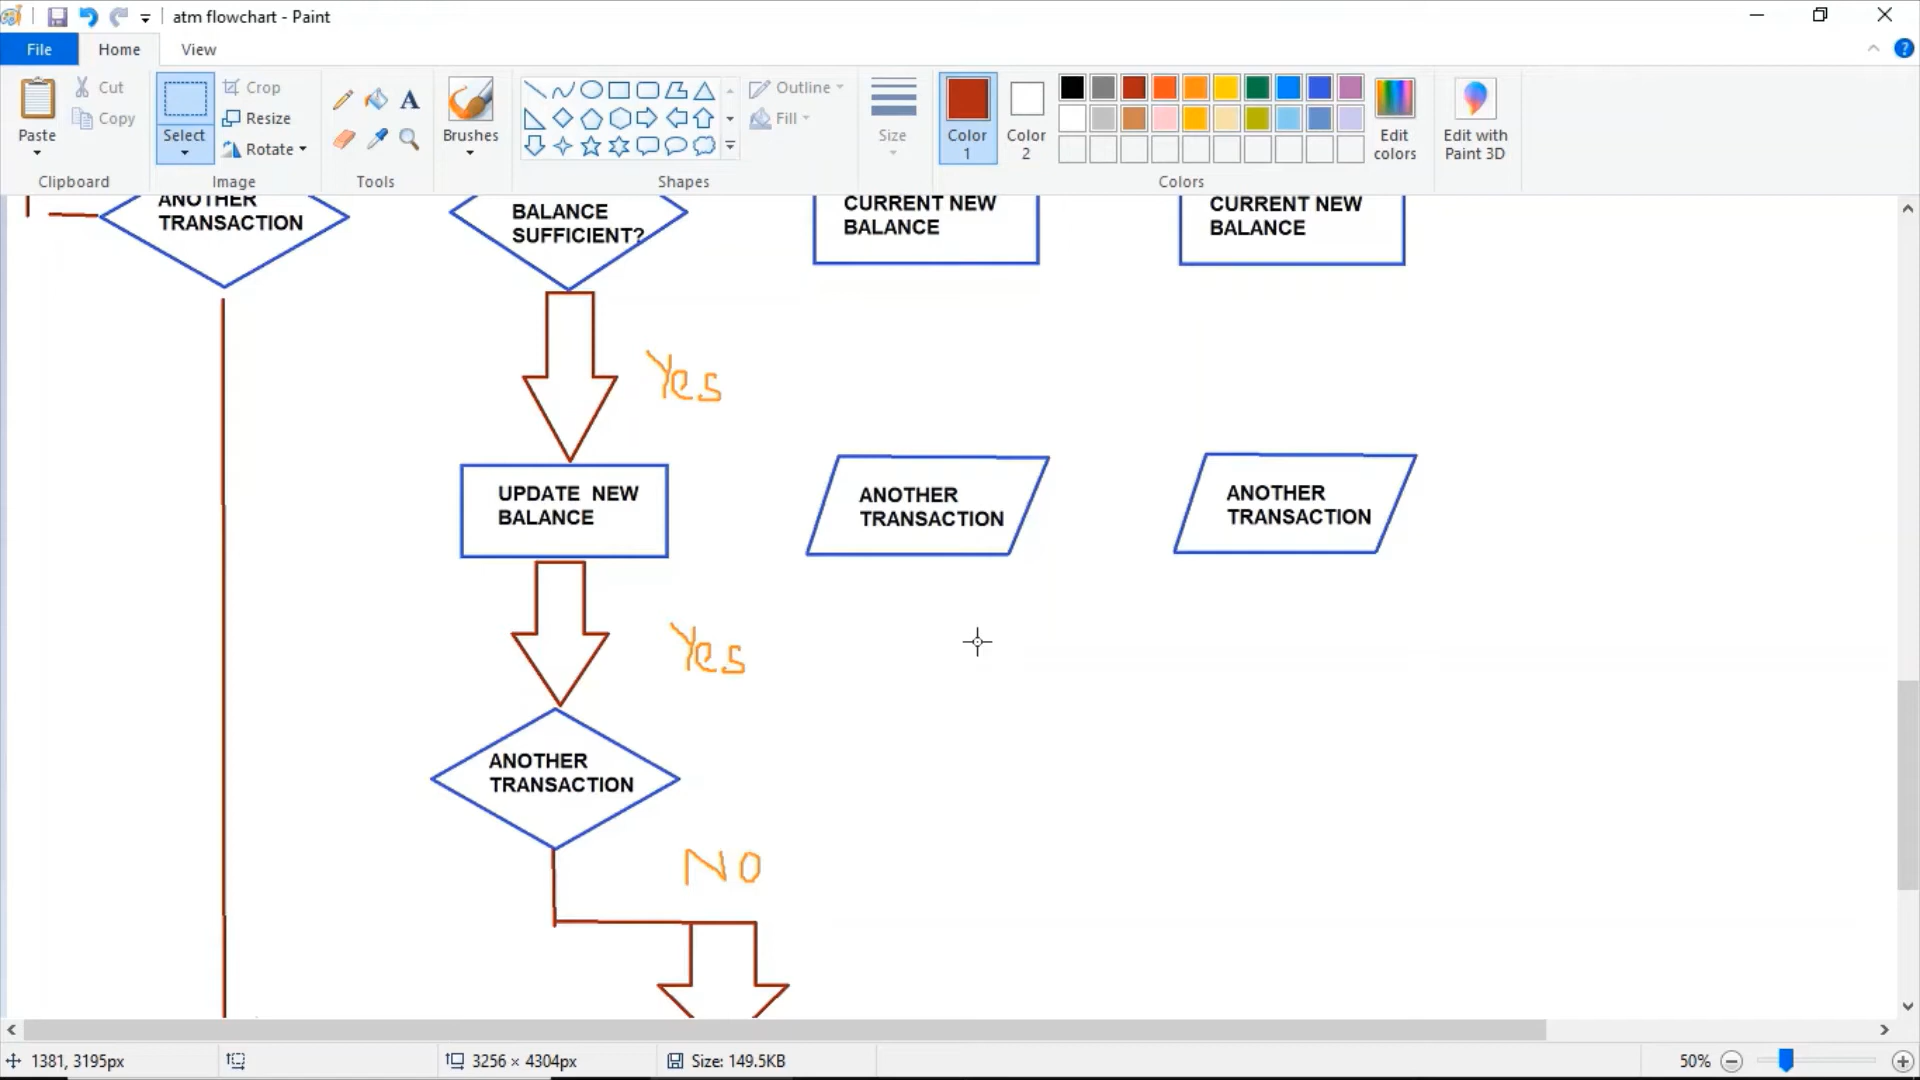 atm flowchart - Paint
File
Home
View
Paste
Cut
Copy
Clipboard
Select
Crop
Resize
Rotate
Image
Tools
Brushes
Shapes
Outline
Fill
Size
Color
1
Color
2
Colors
Edit
colors
Edit with
Paint 3D
ANOTHER
TRANSACTION
BALANCE
SUFFICIENT?
CURRENT NEW
BALANCE
CURRENT NEW
BALANCE
Yes
UPDATE NEW
BALANCE
ANOTHER
TRANSACTION
ANOTHER
TRANSACTION
Yes
ANOTHER
TRANSACTION
NO
1381, 3195px
3256 × 4304px
Size: 149.5KB
50%